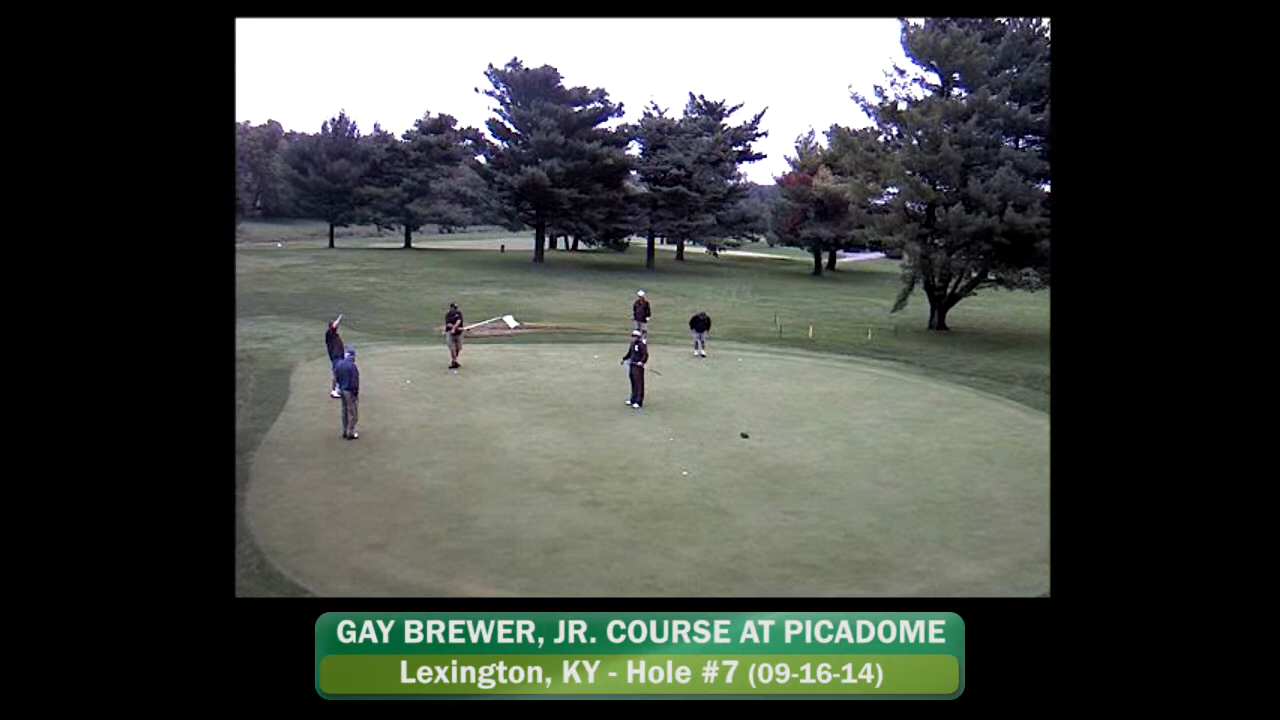 GAY BREWER, JR. COURSE AT PICADOME
Lexington, KY - Hole #7 (09-16-14)